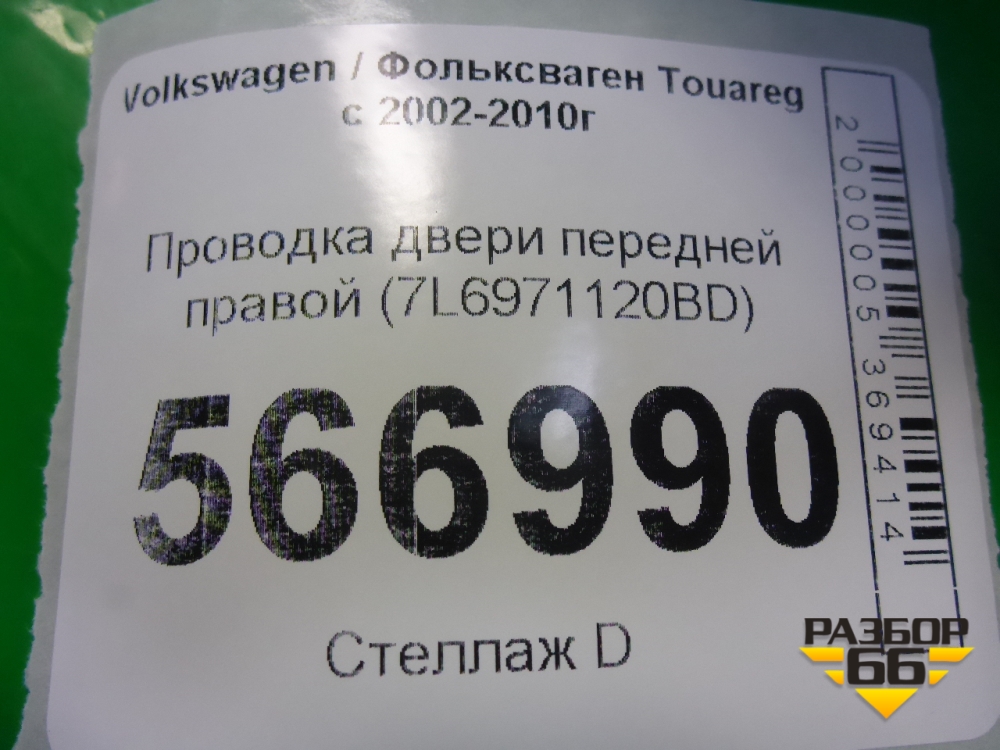 Volkswagen / Фольксваген Touareg
с 2002-2010г
Проводка двери передней
правой (7L6971120BD)
566990
Стеллаж D
2000005369414
РАЗБОР
66